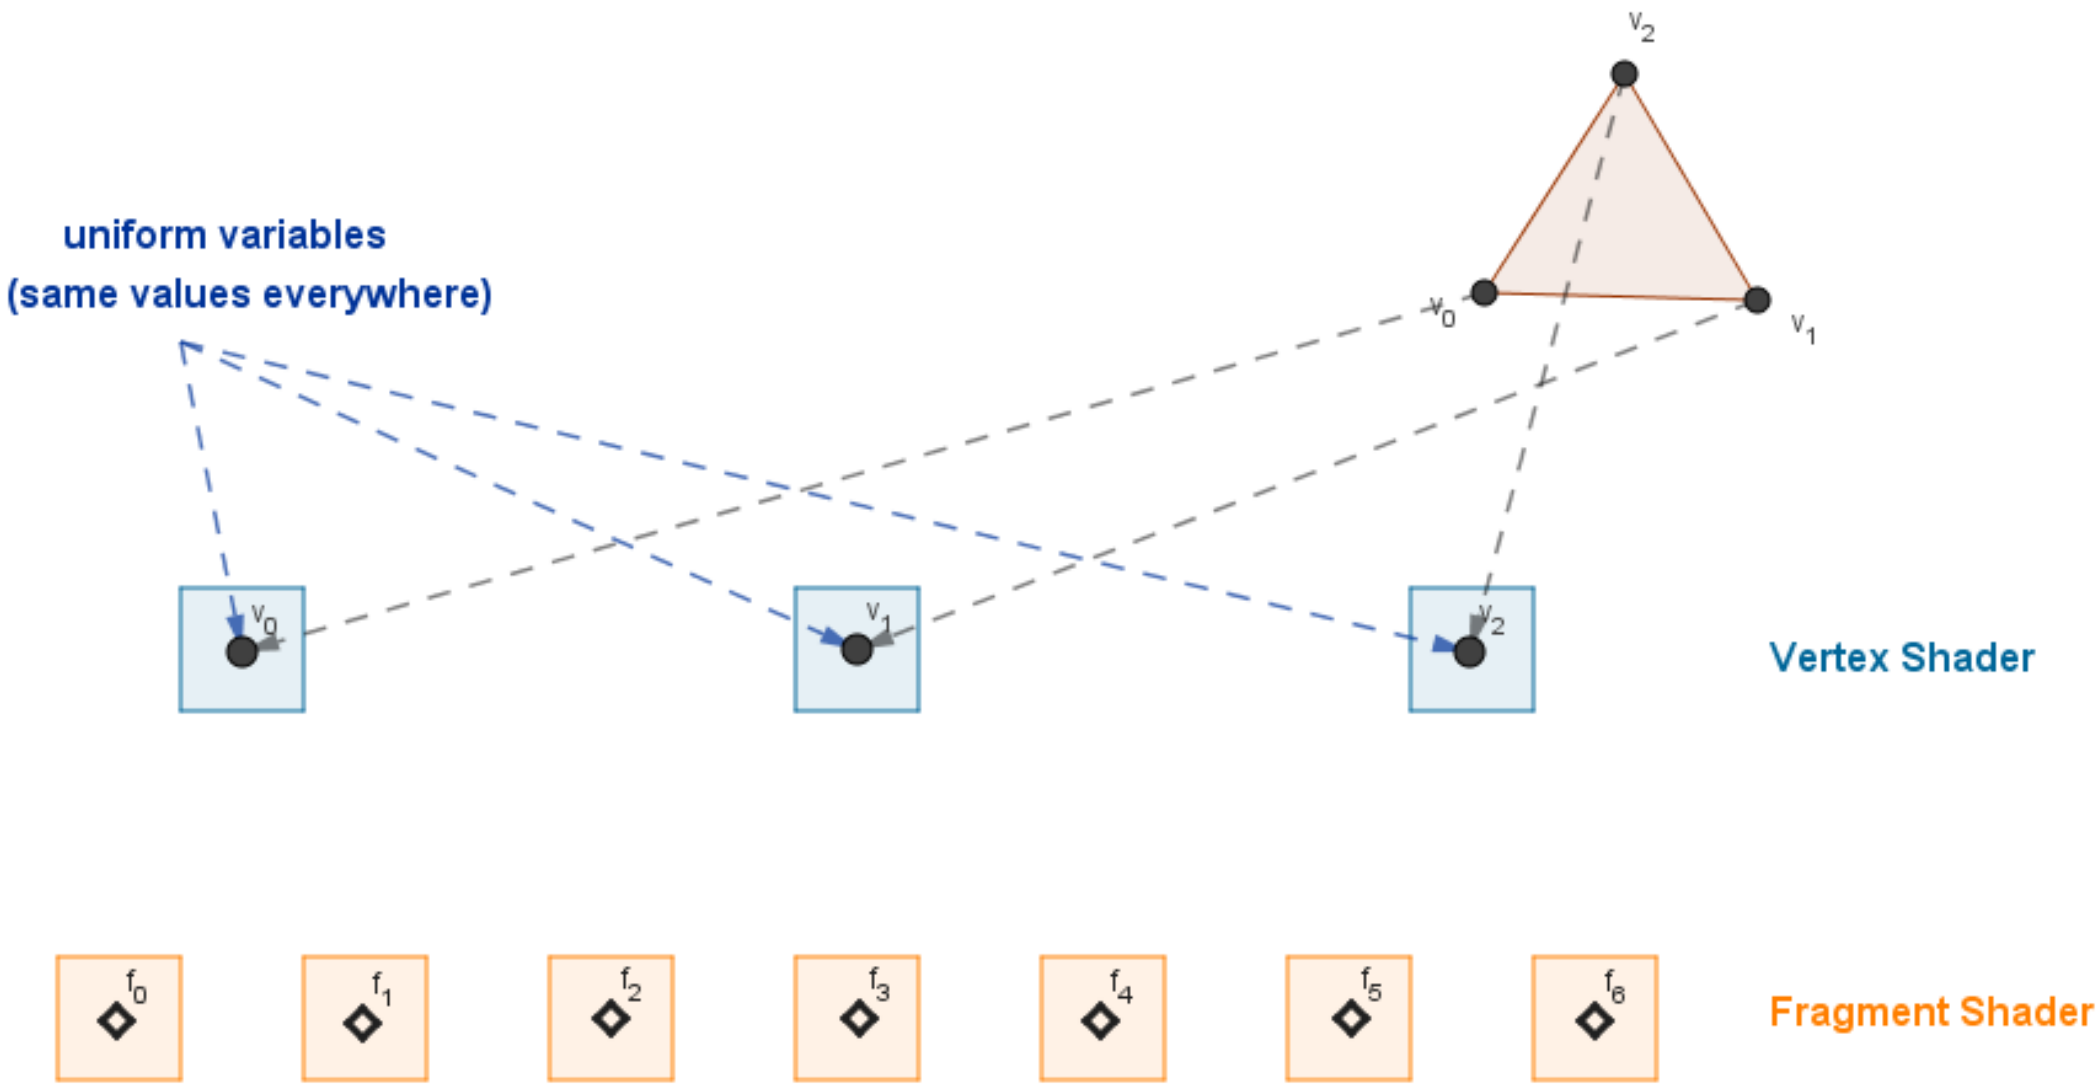 v2
uniform variables
(same values everywhere)
v0
v1
v0
v1
v2
Vertex Shader
f0
f1
f2
f3
f4
f5
f6
Fragment Shader